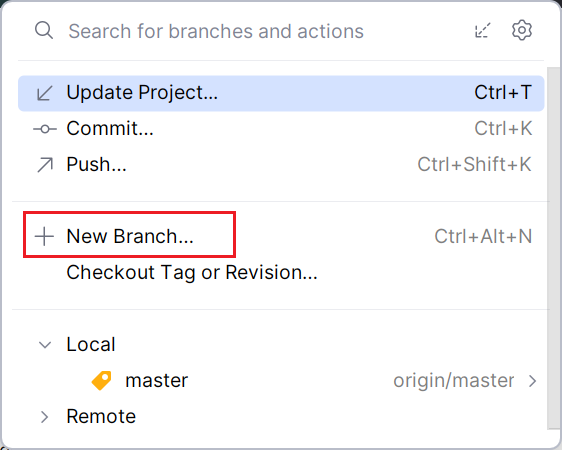 Search for branches and actions
Update Project... Ctrl+T
Commit... Ctrl+K
Push... Ctrl+Shift+K
New Branch... Ctrl+Alt+N
Checkout Tag or Revision...
Local
master origin/master
Remote